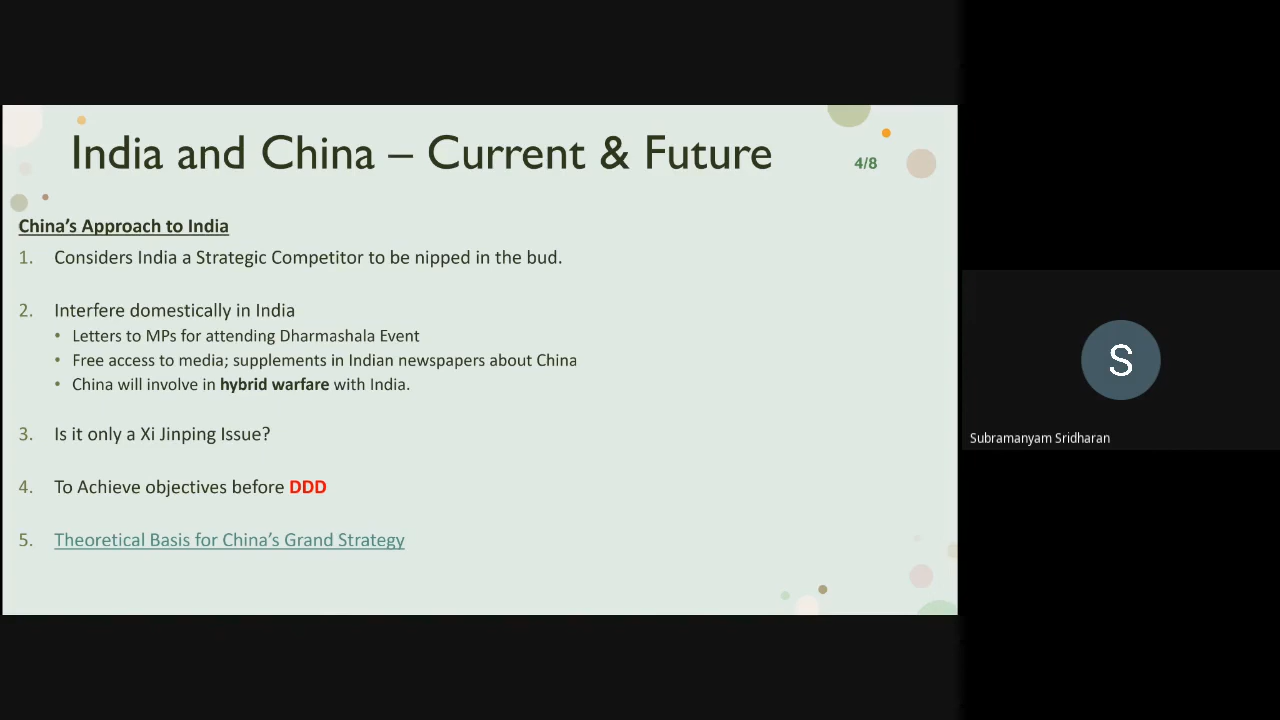 India and China – Current & Future
4/8
China's Approach to India
1. Considers India a Strategic Competitor to be nipped in the bud.
2. Interfere domestically in India
• Letters to MPs for attending Dharmashala Event
• Free access to media; supplements in Indian newspapers about China
• China will involve in hybrid warfare with India.
3. Is it only a Xi Jinping Issue?
4. To Achieve objectives before DDD
5. Theoretical Basis for China's Grand Strategy
S
Subramanyam Sridharan